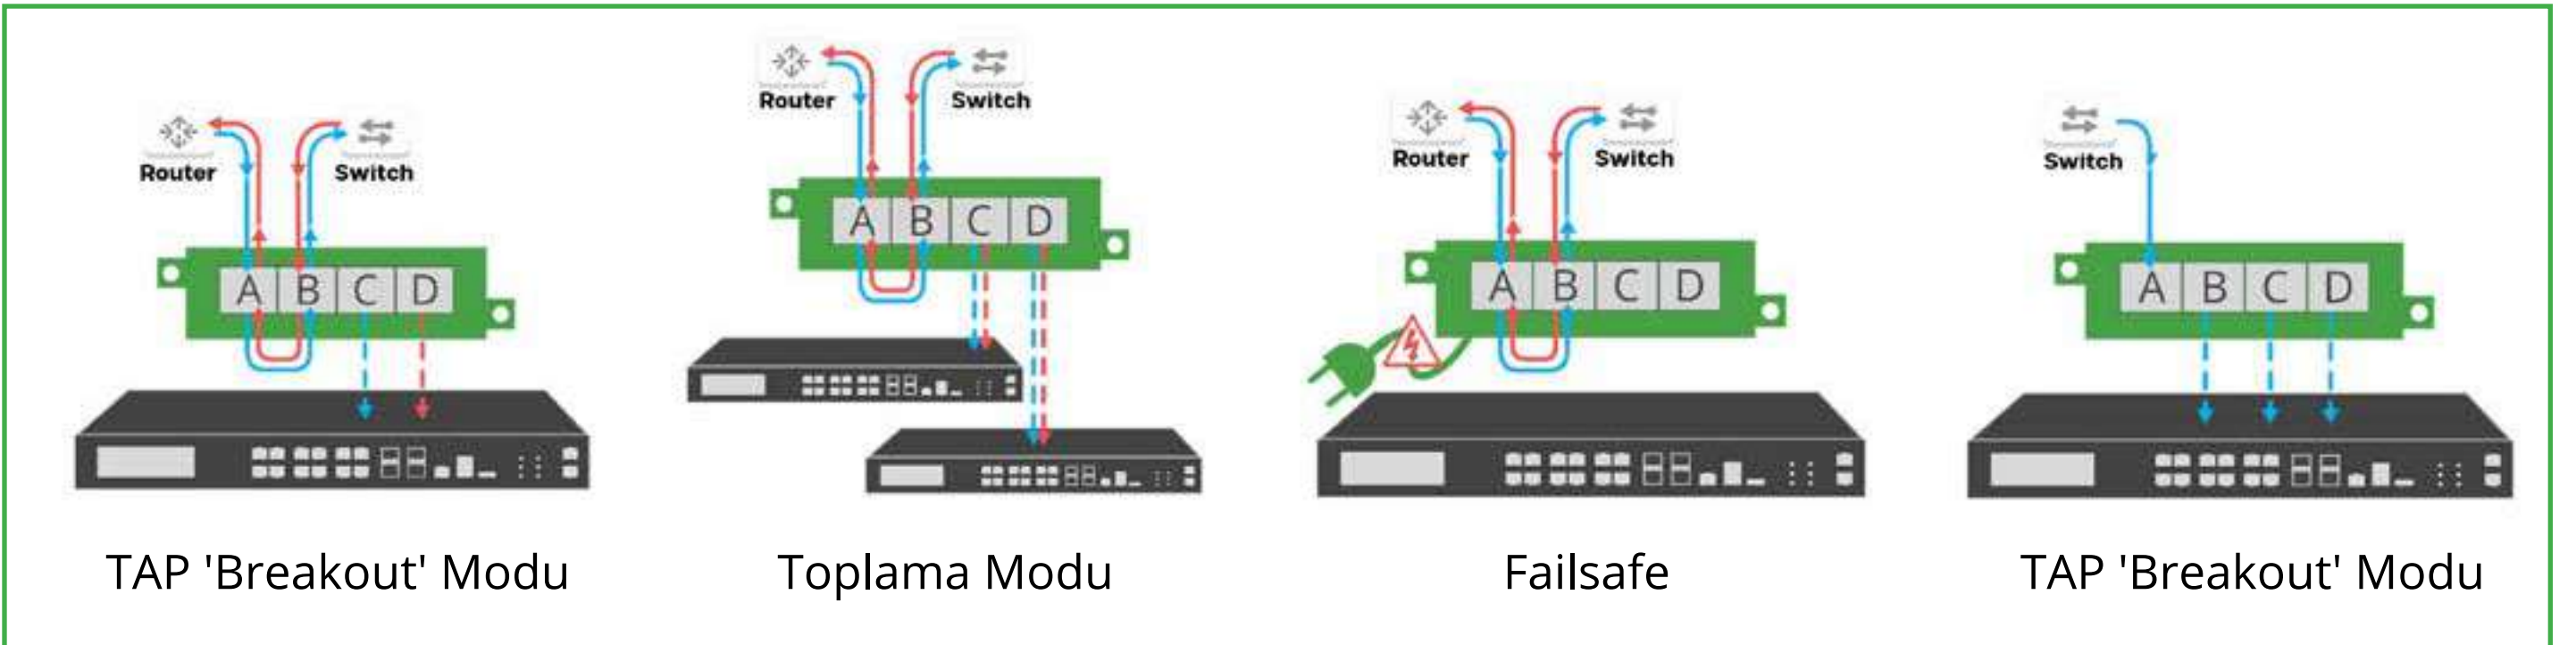 Router
Switch
A B C D
TAP 'Breakout' Modu
Router
Switch
A B C D
Toplama Modu
Router
Switch
A B C D
Failsafe
Switch
A B C D
TAP 'Breakout' Modu